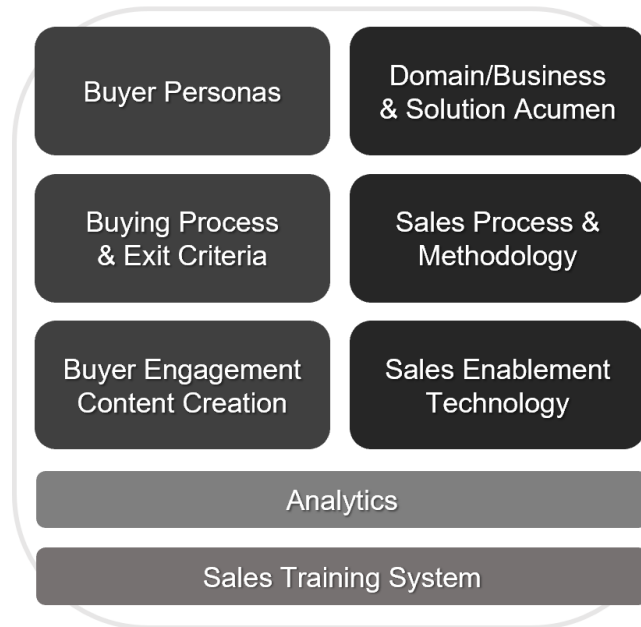 Buyer Personas
Domain/Business
& Solution Acumen
Buying Process
& Exit Criteria
Sales Process &
Methodology
Buyer Engagement
Content Creation
Sales Enablement
Technology
Analytics
Sales Training System